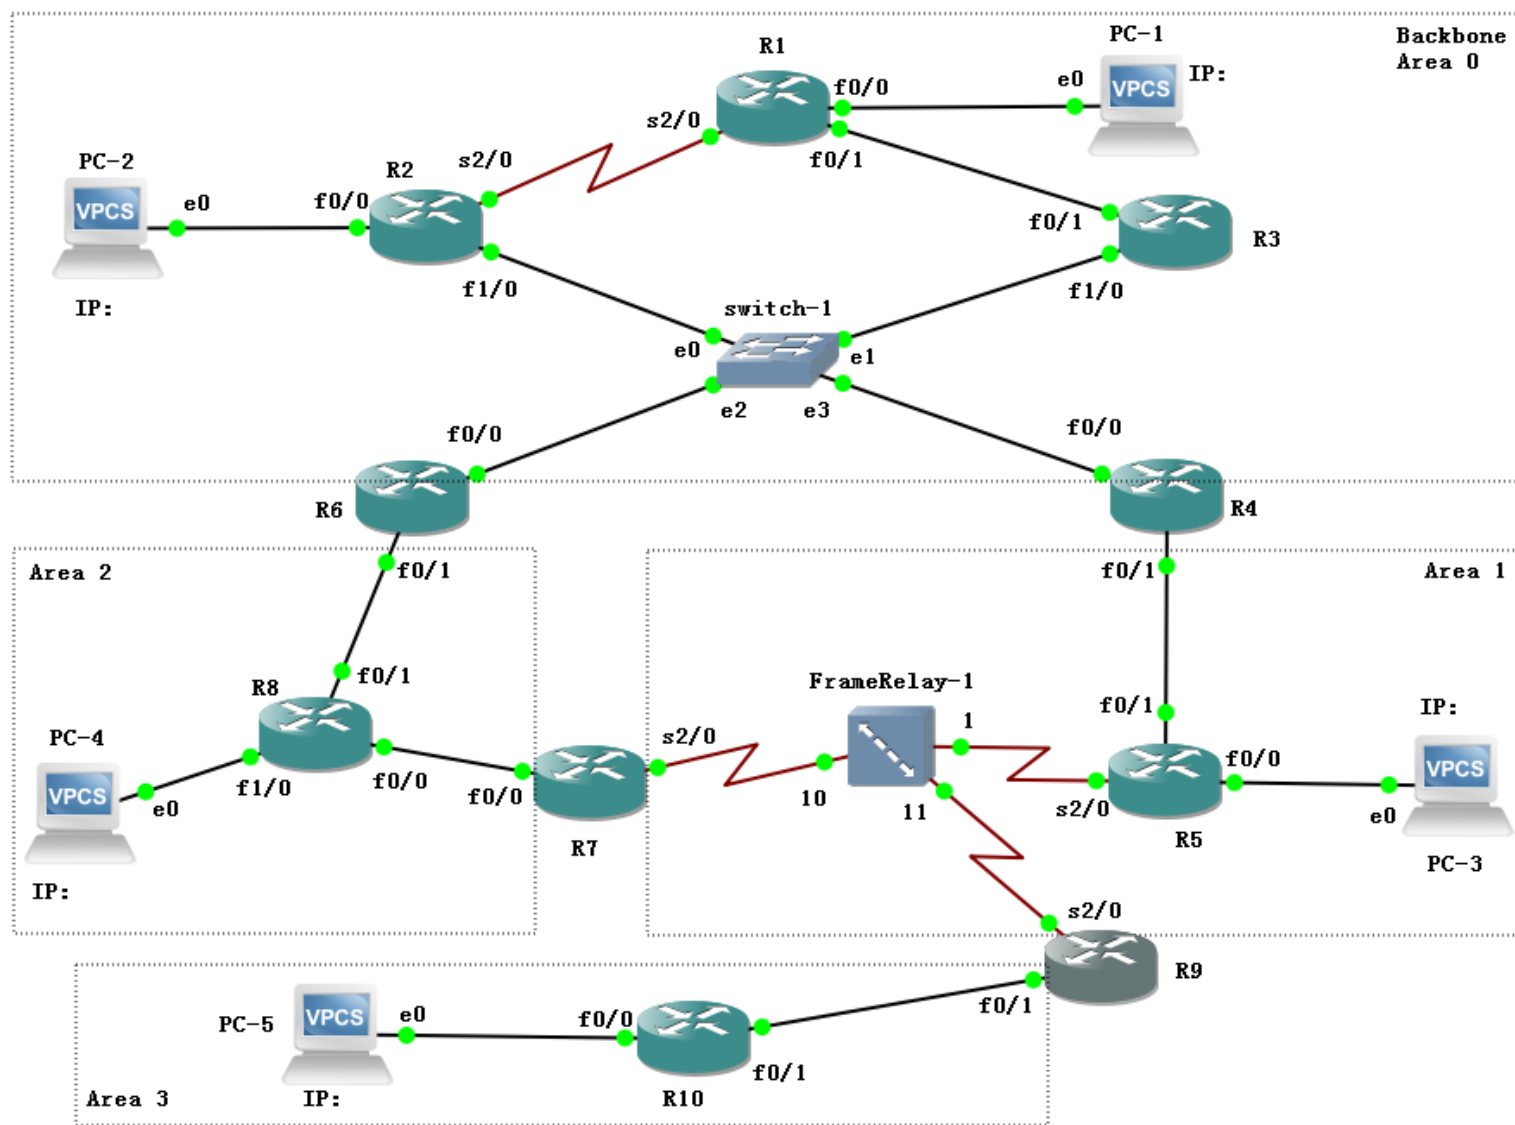 Backbone
Area 0
R1
PC-1
IP:
VPCS
e0
f0/0
s2/0
f0/1
PC-2
VPCS
e0
f0/0
R2
s2/0
f1/0
IP:
f0/1
R3
f1/0
switch-1
e0
e1
e2
e3
f0/0
R6
f0/0
R4
f0/1
f0/1
Area 2
Area 1
f0/1
R8
PC-4
VPCS
e0
f1/0
f0/0
f0/0
IP:
R7
s2/0
FrameRelay-1
10
1
11
f0/1
s2/0
R5
f0/0
IP:
VPCS
e0
PC-3
s2/0
R9
f0/1
PC-5
VPCS
e0
f0/0
f0/1
R10
IP:
Area 3